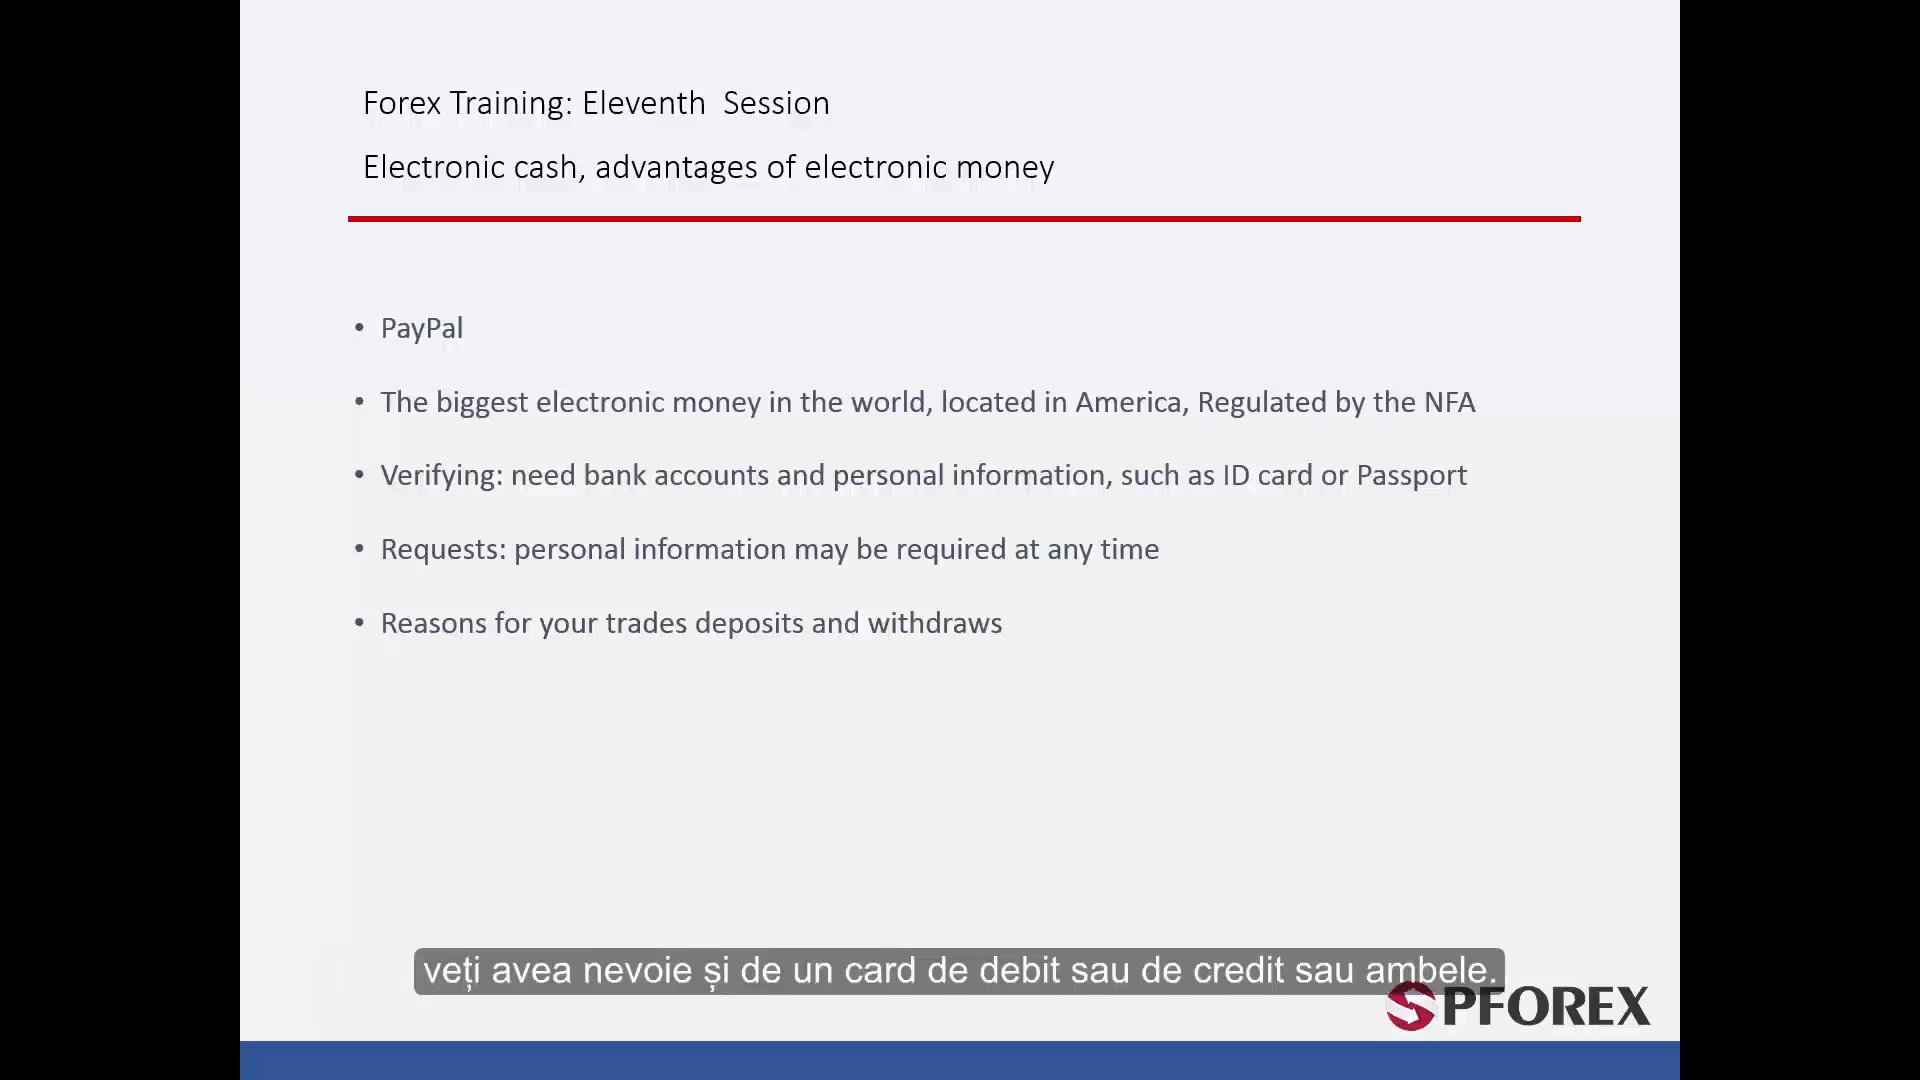 Forex Training: Eleventh Session
Electronic cash, advantages of electronic money
• PayPal
• The biggest electronic money in the world, located in America, Regulated by the NFA
• Verifying: need bank accounts and personal information, such as ID card or Passport
• Requests: personal information may be required at any time
• Reasons for your trades deposits and withdraws
veți avea nevoie și de un card de debit sau de credit sau ambele.
SPFOREX